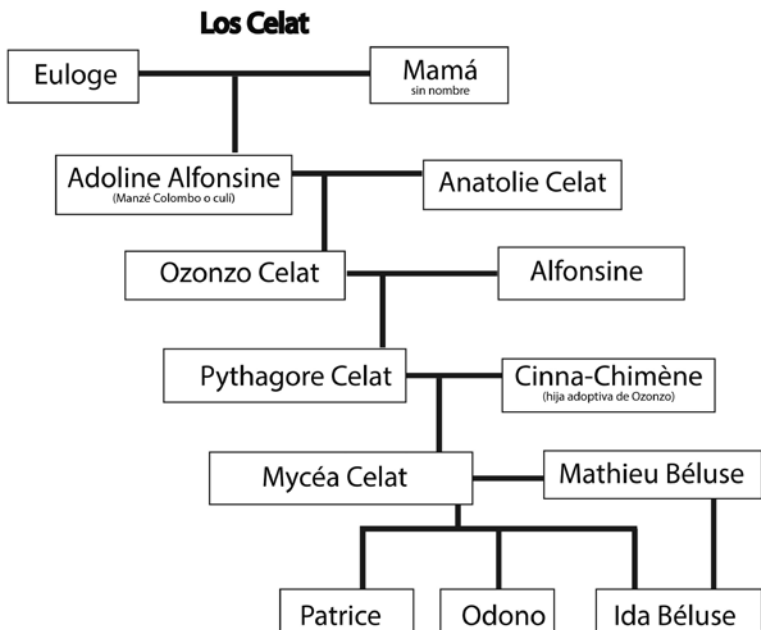 Los Celat
Euloge
Mamá
sin nombre
Adoline Alfonsine
(Manzé Colombo o culí)
Anatolie Celat
Ozonzo Celat
Alfonsine
Pythagore Celat
Cinna-Chimène
(hija adoptiva de Ozonzo)
Mycéa Celat
Mathieu Béluse
Patrice
Odono
Ida Béluse